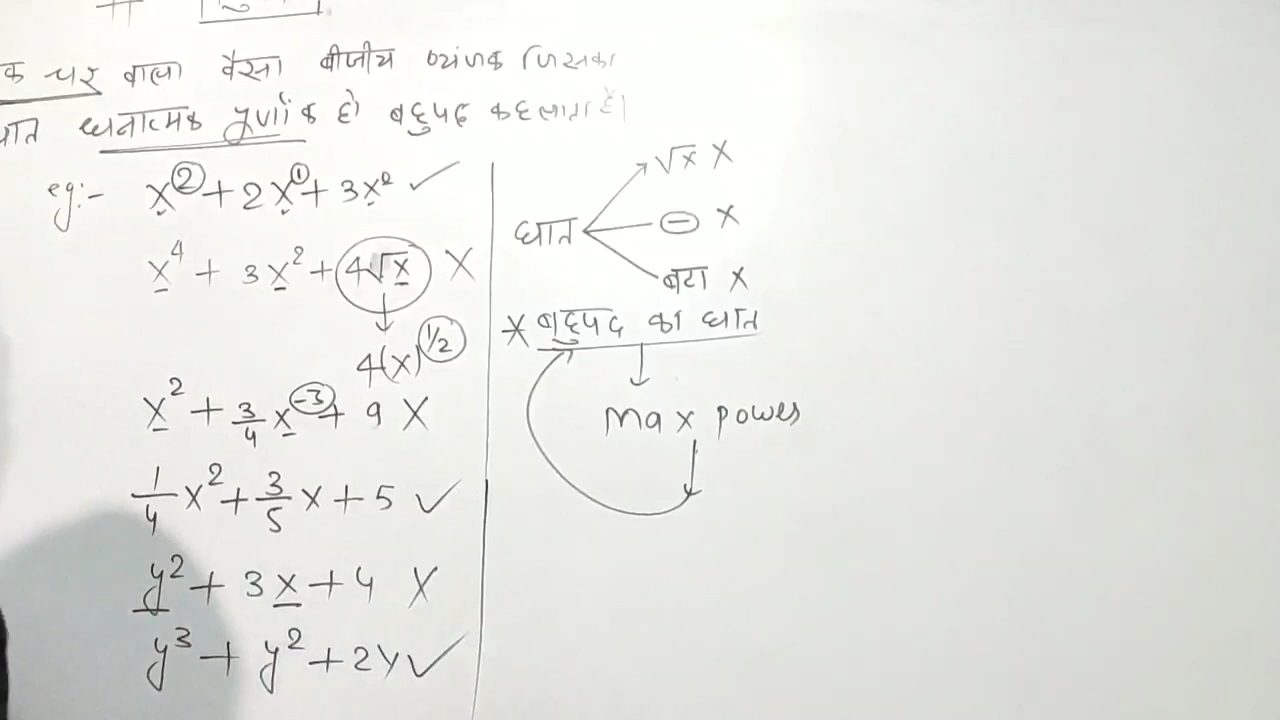 क चर वाला वैसा बीजीय व्यंजक जिसका
घात धनात्मक पूर्णांक हो बहुपद कहलाता है।
eg:- x² + 2x¹ + 3x⁰ ✓
x⁴ + 3x² + 4√x X
4(x)^1/2
x² + 3/4 x^-3 + 9 X
1/4 x² + 3/5 x + 5 ✓
y² + 3x + 4 X
y³ + y² + 2y ✓
घात
√x X
− X
बटा X
* बहुपद का घात
Max power